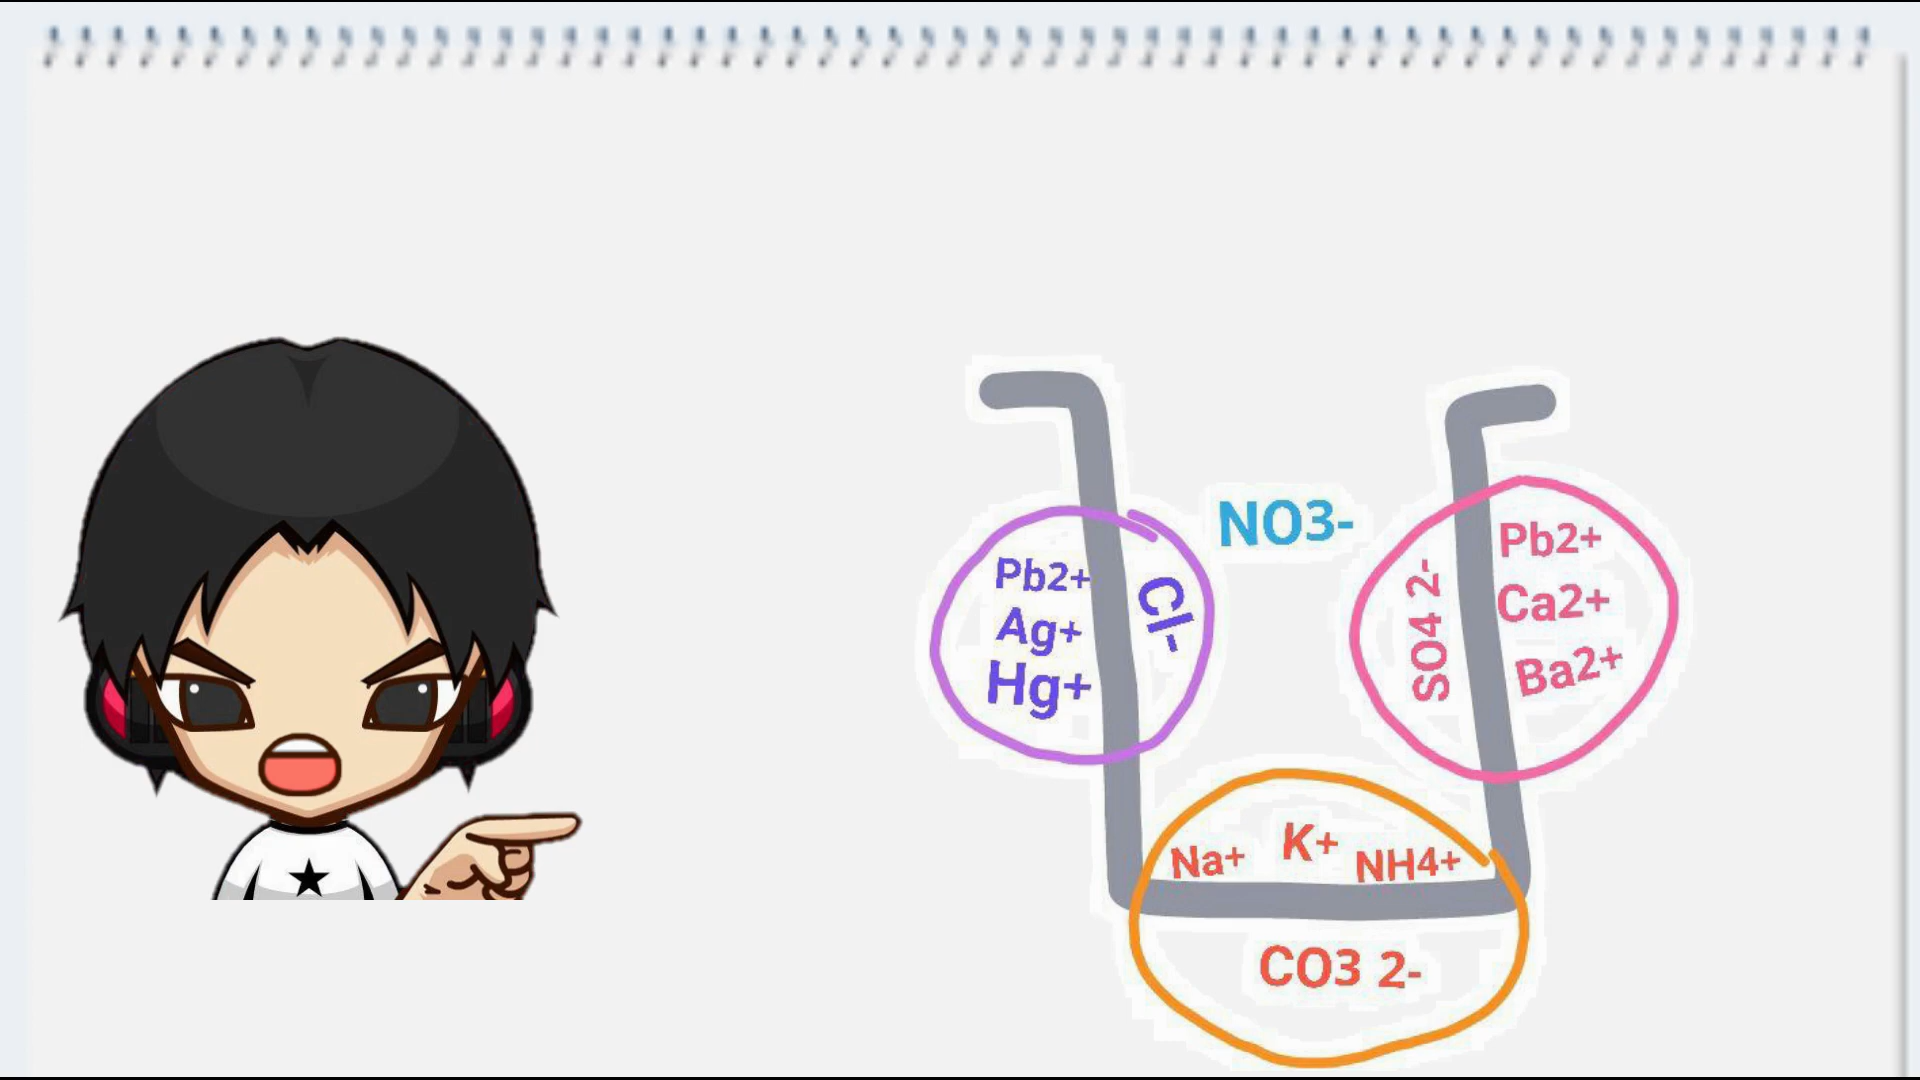 NO3-
Pb2+
Ag+
Hg+
Cl-
SO4 2-
Pb2+
Ca2+
Ba2+
Na+ K+ NH4+
CO3 2-